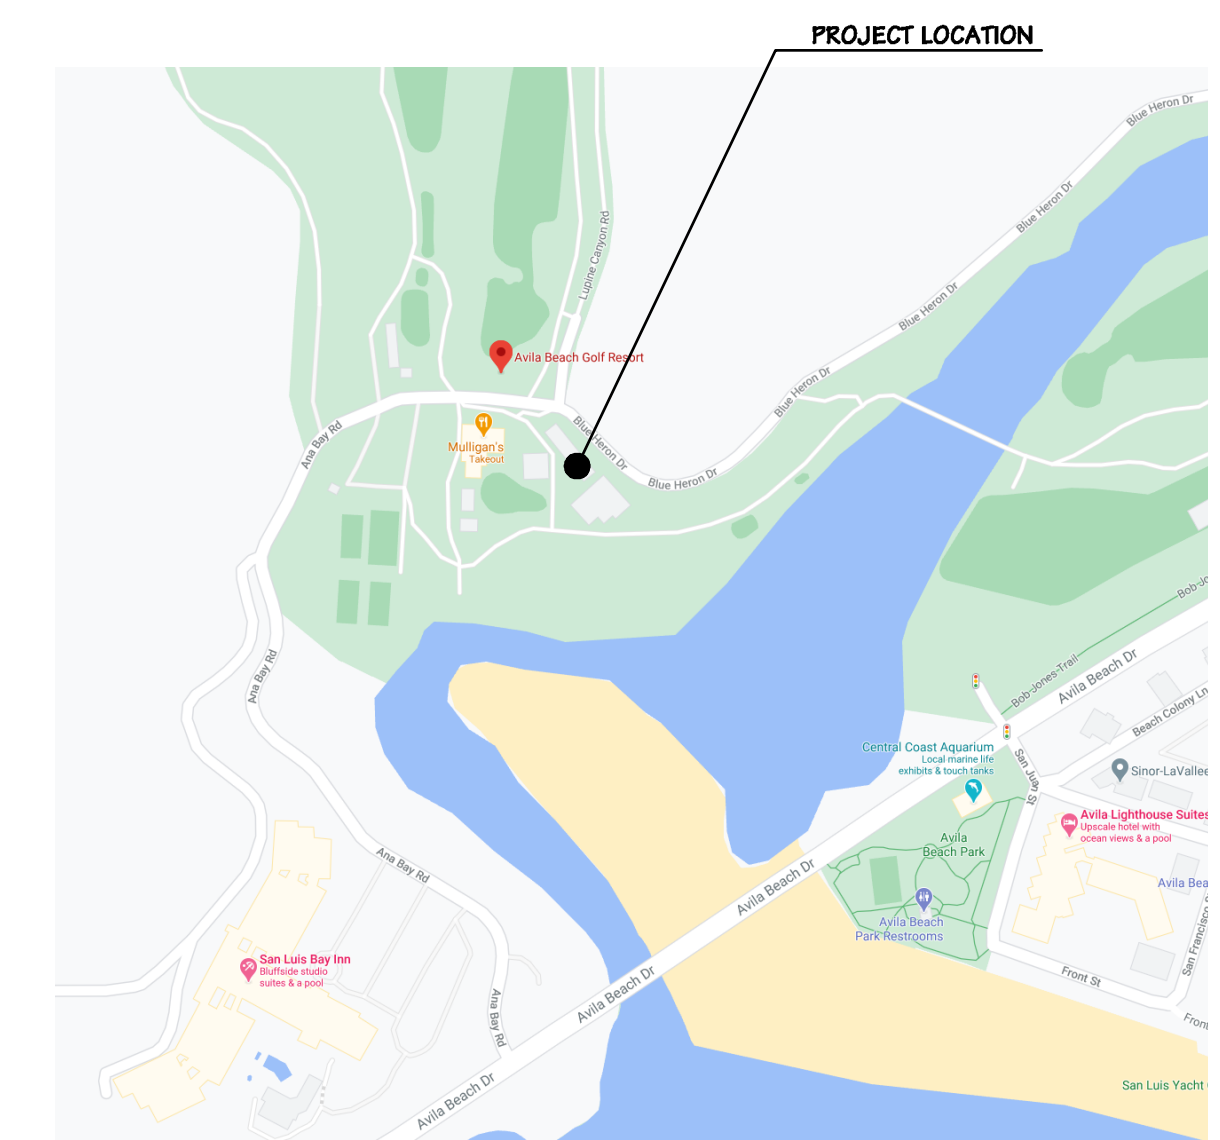 PROJECT LOCATION
Blue Heron Dr
Blue Heron Dr
Lupine Canyon Rd
Blue Heron Dr
Avila Beach Golf Resort
Blue Heron Dr
Ana Bay Rd
Blue Heron Dr
Mulligan's
Takeout
Blue Heron Dr
Bob-Jo
Ana Bay Rd
Bob-Jones-Trail
Avila Beach Dr
Beach Colony Ln
Central Coast Aquarium
Local marine life
exhibits & touch tanks
San Juan St
Sinor-LaVallee
Avila Lighthouse Suites
Upscale hotel with
ocean views & a pool
Avila
Beach Park
Ana Bay Rd
Avila Beach Dr
Avila Bea
Avila Beach
Park Restrooms
San Francisco
San Luis Bay Inn
Bluffside studio
suites & a pool
Front St
Avila Beach Dr
Ana Bay Rd
Front
San Luis Yacht
Avila Beach Dr